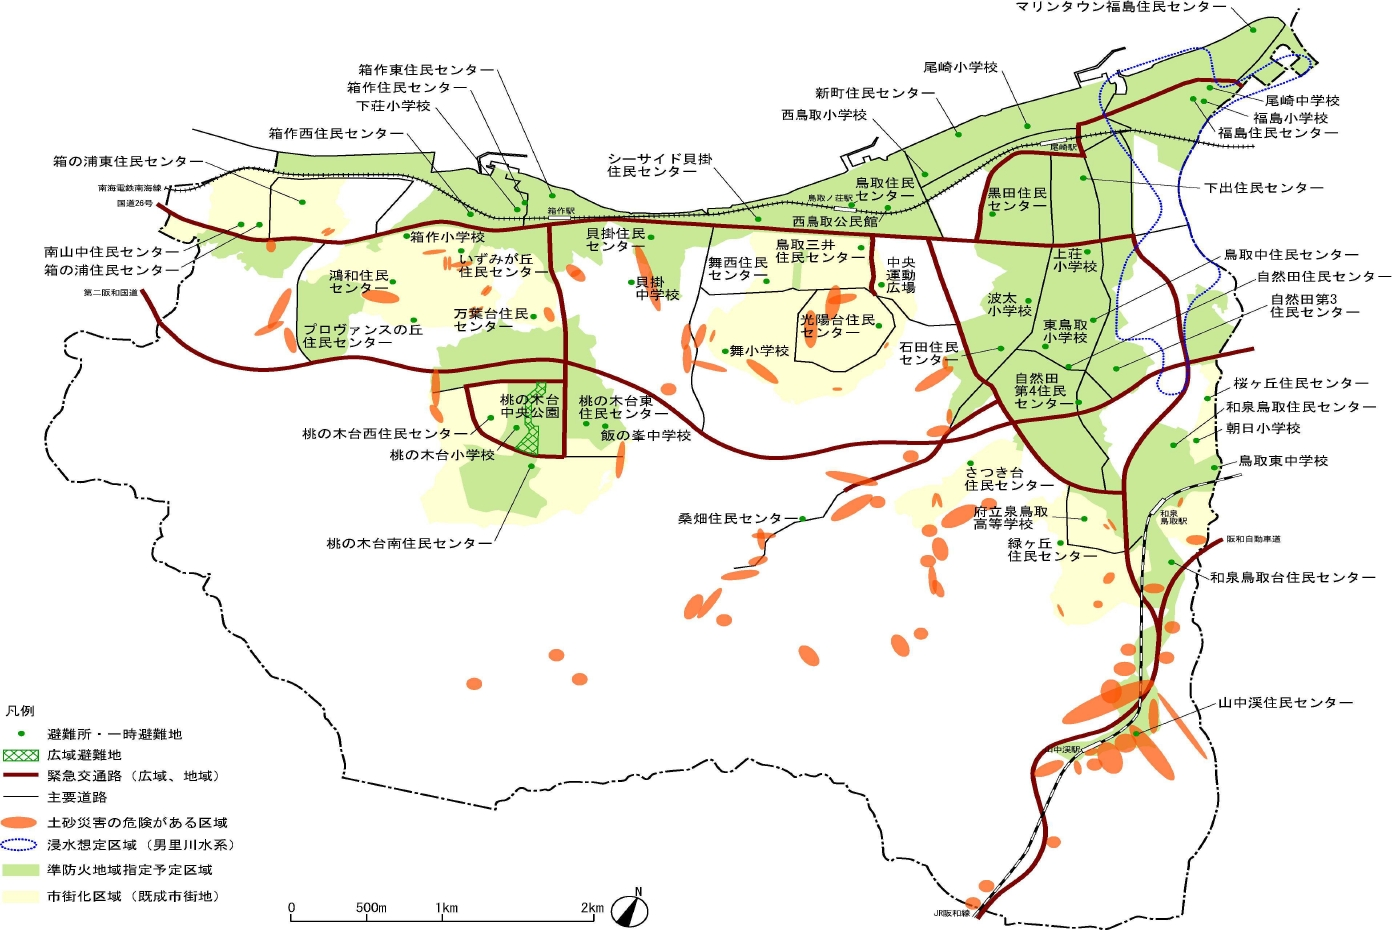 マリンタウン福島住民センター
箱作東住民センター
箱作住民センター
下荘小学校
箱作西住民センター
箱の浦東住民センター
南海電鉄南海線
国道26号
南山中住民センター
箱の浦住民センター
第二阪和国道
尾崎小学校
新町住民センター
西鳥取小学校
シーサイド貝掛
住民センター
尾崎中学校
福島小学校
福島住民センター
尾崎駅
下出住民センター
鳥取ノ荘駅
鳥取住民
センター
西鳥取公民館
黒田住民
センター
箱作駅
箱作小学校
いずみが丘
住民センター
鴻和住民
センター
万葉台住民
センター
プロヴァンスの丘
住民センター
貝掛住民
センター
貝掛
中学校
舞西住民
センター
鳥取三井
住民センター
中央
運動
広場
光陽台住民
センター
舞小学校
上荘
小学校
波太
小学校
東鳥取
小学校
石田住民
センター
自然田
第4住民
センター
鳥取中住民センター
自然田住民センター
自然田第3
住民センター
桜ヶ丘住民センター
和泉鳥取住民センター
朝日小学校
鳥取東中学校
桃の木台
中央公園
桃の木台東
住民センター
飯の峯中学校
桃の木台西住民センター
桃の木台小学校
桃の木台南住民センター
さつき台
住民センター
桑畑住民センター
府立泉鳥取
高等学校
緑ヶ丘
住民センター
和泉
鳥取駅
阪和自動車道
和泉鳥取台住民センター
山中渓住民センター
山中渓駅
JR阪和線
凡例
避難所・一時避難地
広域避難地
緊急交通路（広域、地域）
主要道路
土砂災害の危険がある区域
浸水想定区域（男里川水系）
準防火地域指定予定区域
市街化区域（既成市街地）
0 500m 1km 2km
N